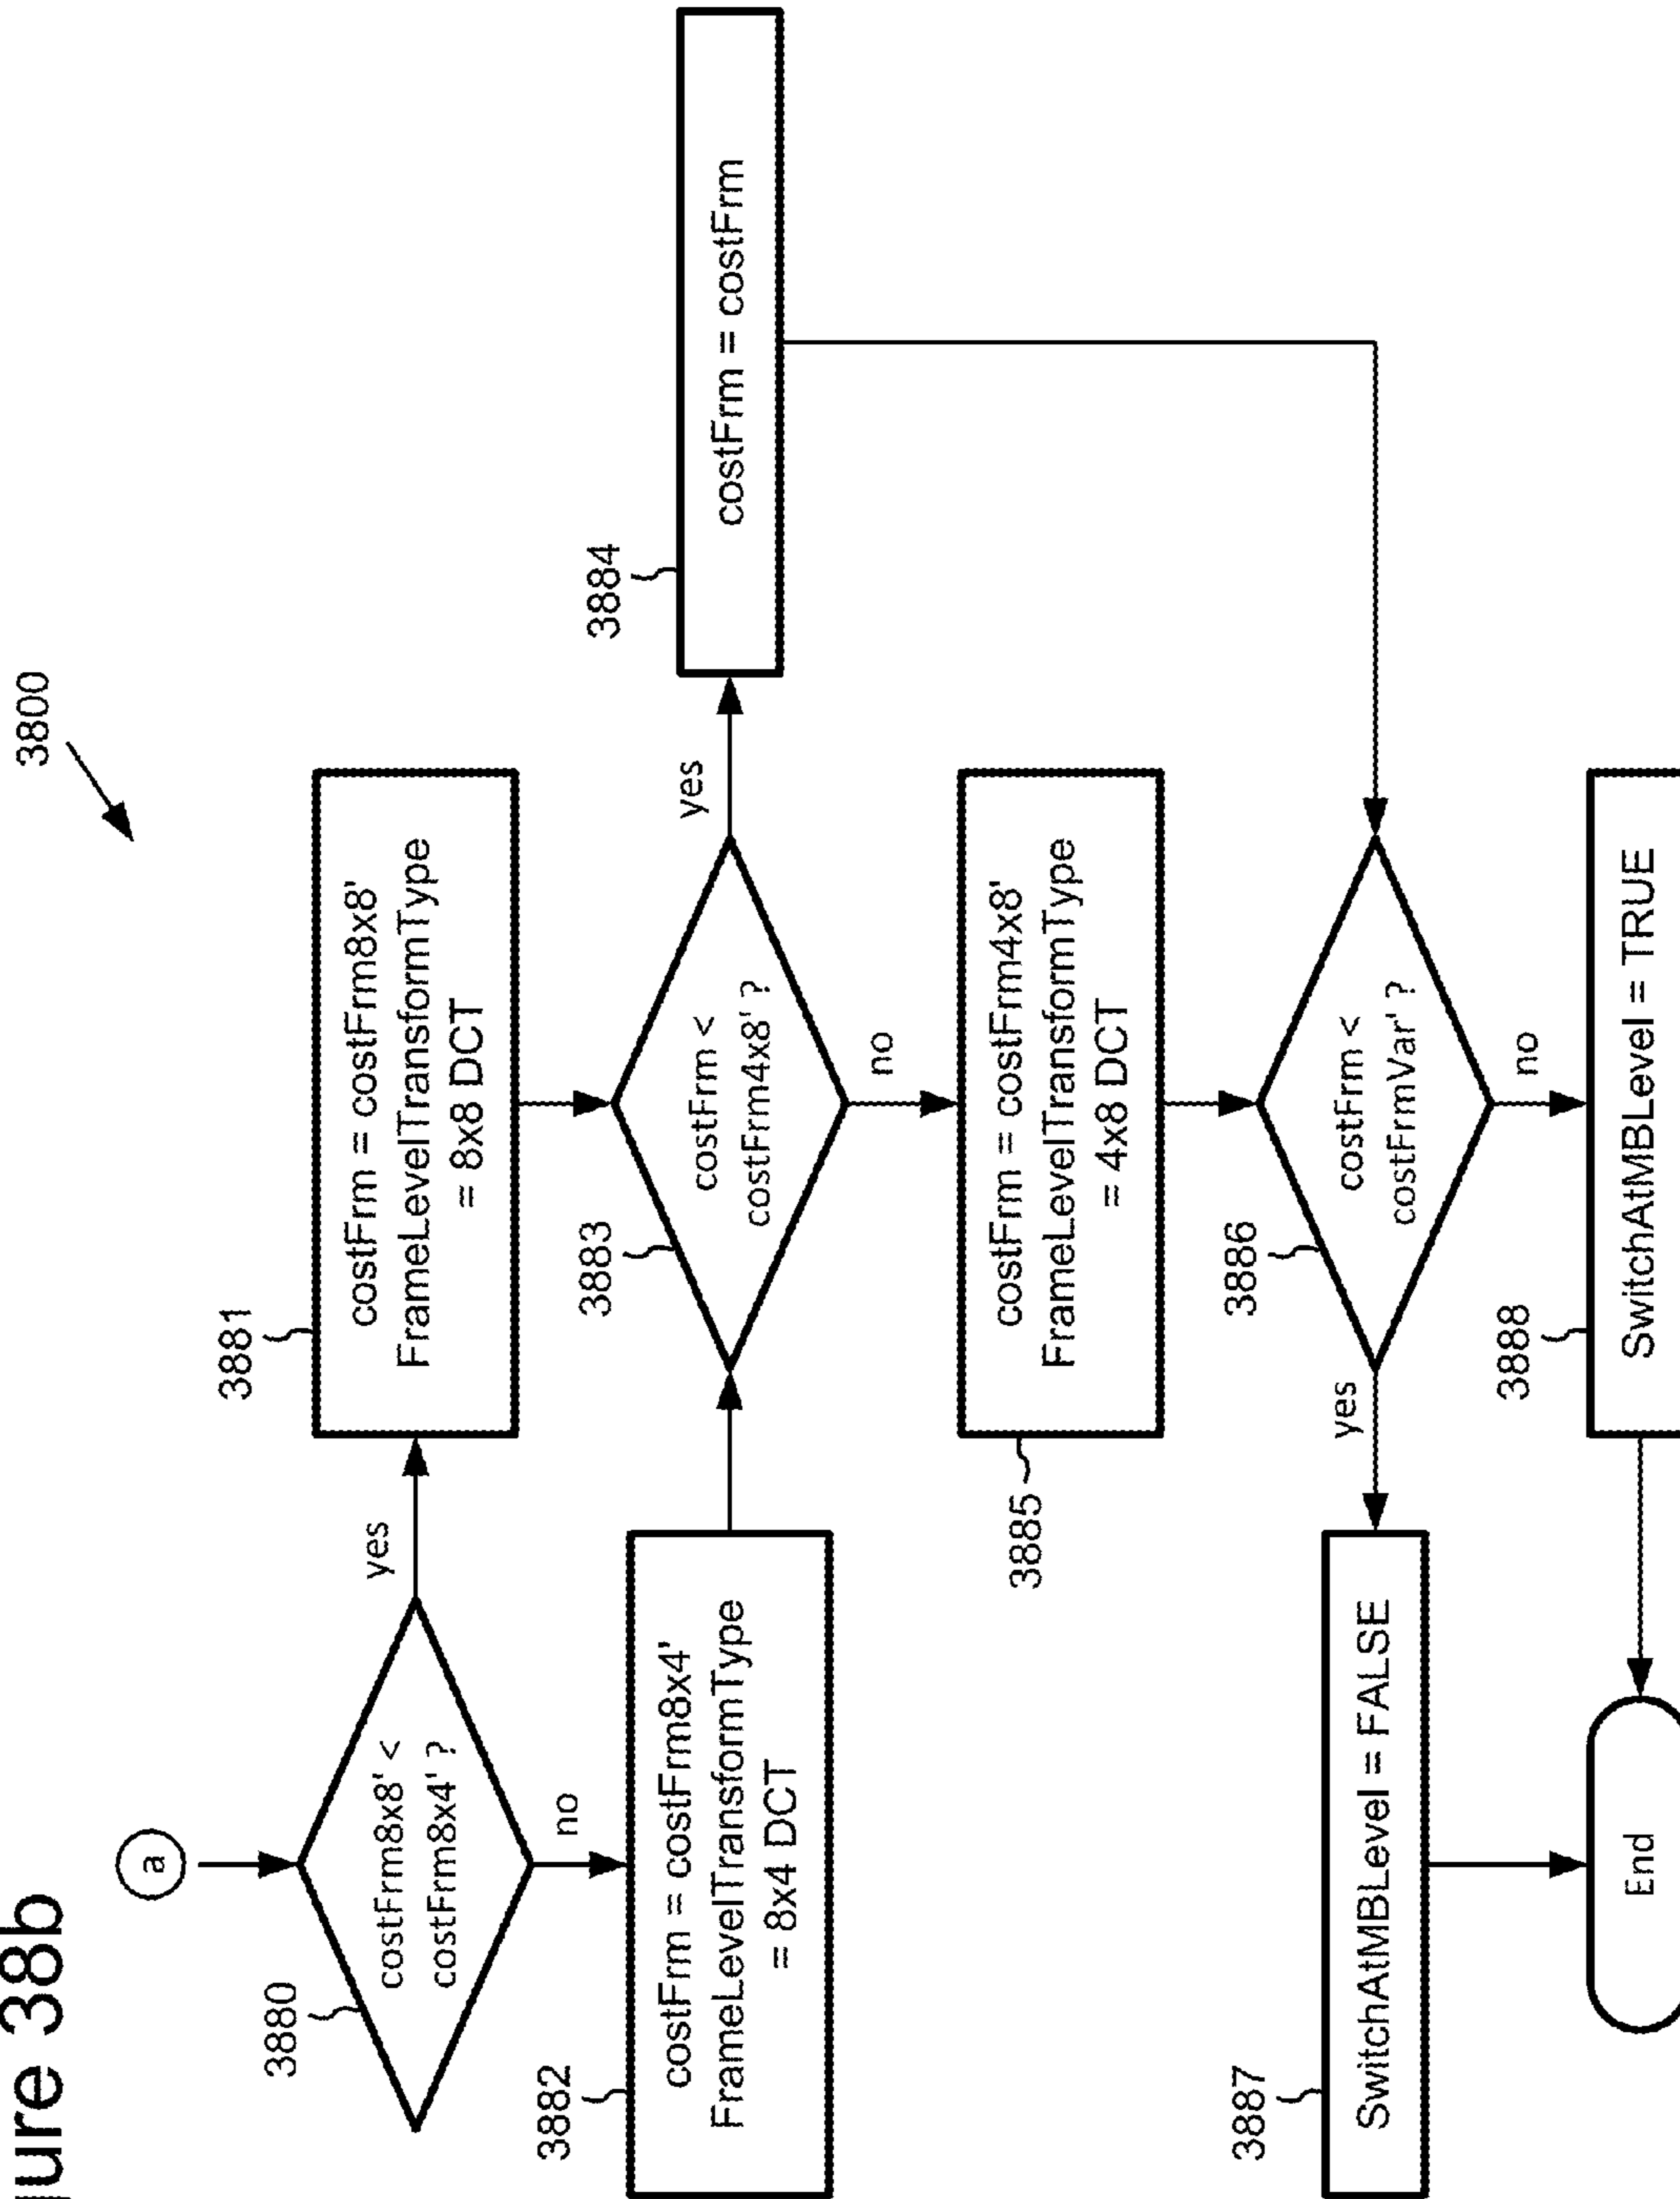 ure 38b
3800
a
3880
costFrm8x8' <
costFrm8x4' ?
yes
no
3881
costFrm = costFrm8x8'
FrameLevelTransformType
= 8x8 DCT
3882
costFrm = costFrm8x4'
FrameLevelTransformType
= 8x4 DCT
3883
costFrm <
costFrm4x8' ?
yes
no
3884
costFrm = costFrm
3885
costFrm = costFrm4x8'
FrameLevelTransformType
= 4x8 DCT
3886
costFrm <
costFrmVar' ?
yes
no
3887
SwitchAtMBLevel = FALSE
3888
SwitchAtMBLevel = TRUE
End